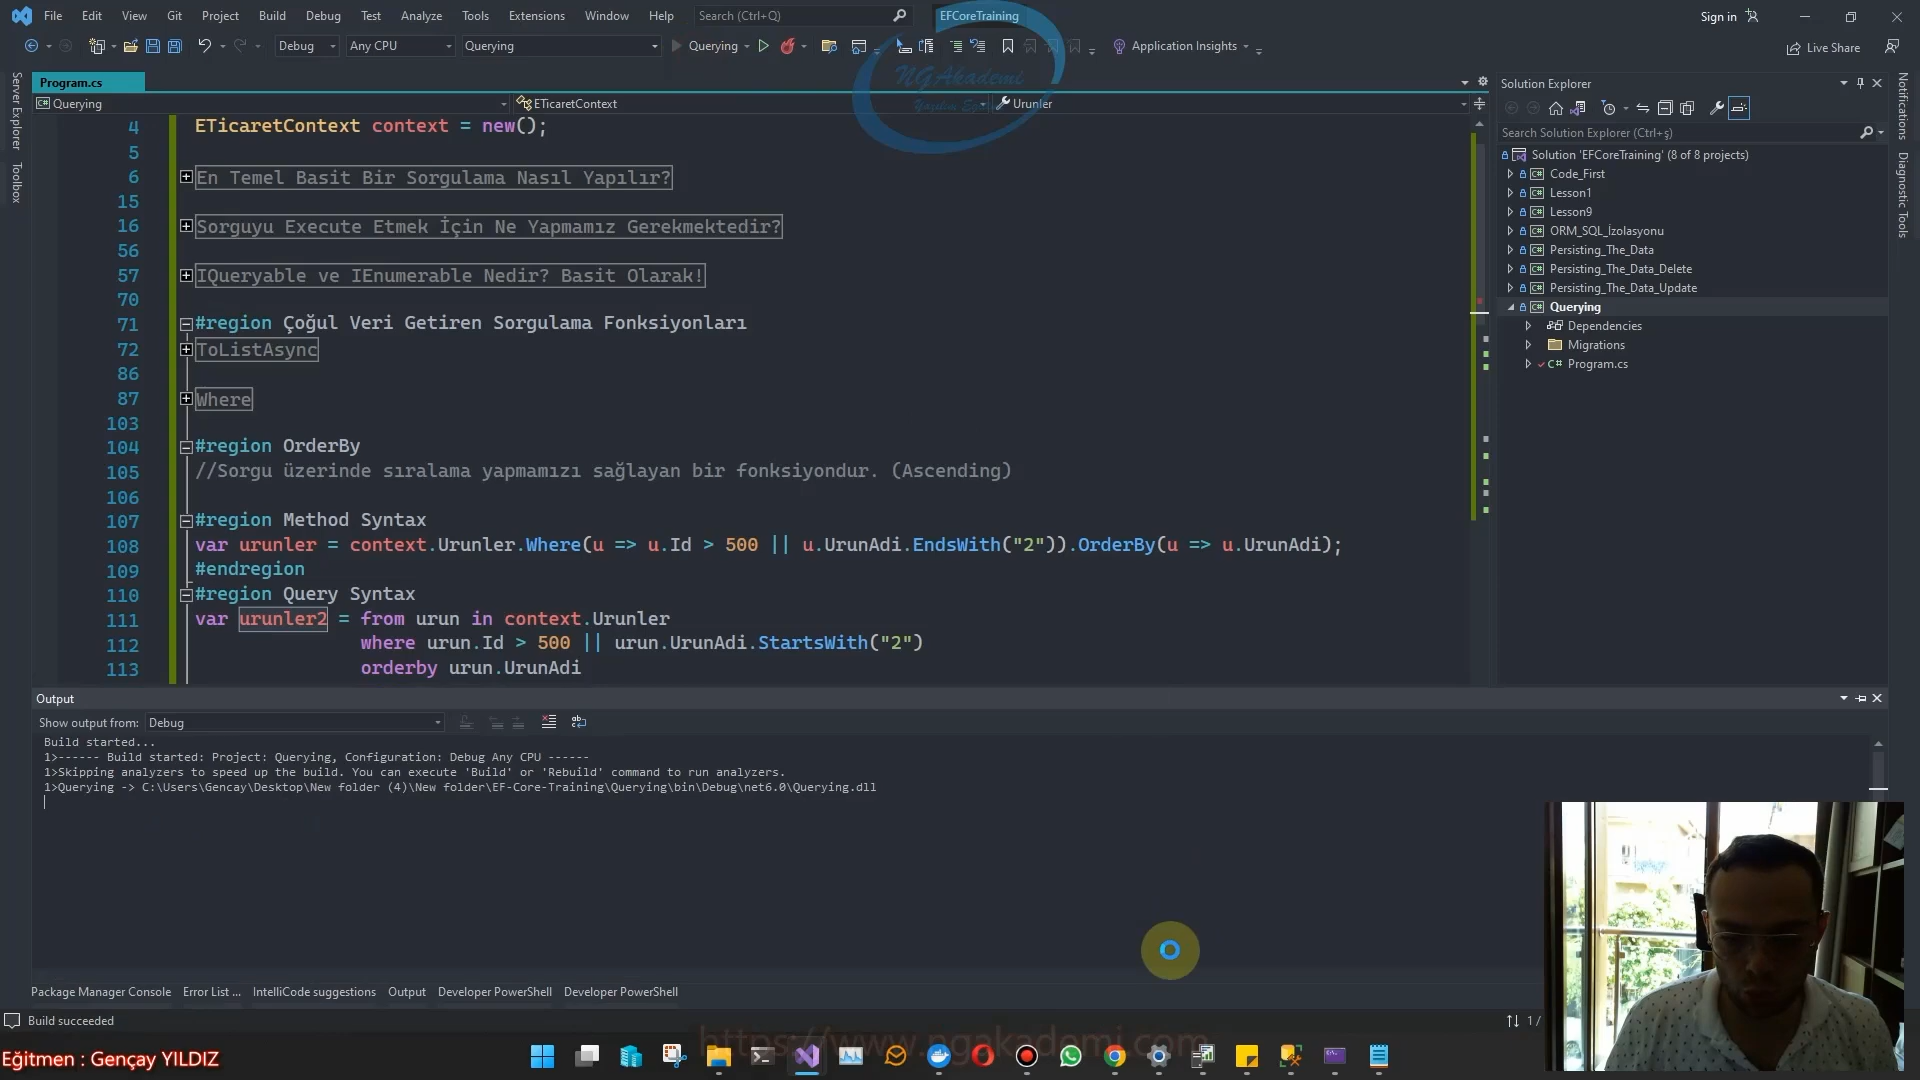 File Edit View Git Project Build Debug Test Analyze Tools Extensions Window Help Search (Ctrl+Q) EFCoreTraining Sign in
Debug Any CPU Querying Querying Application Insights Live Share
NGAkademi
Server Explorer
Toolbox
Notifications
Diagnostic Tools
Program.cs
Querying ETicaretContext Urunler
4 ETicaretContext context = new();
5
6 En Temel Basit Bir Sorgulama Nasıl Yapılır?
15
16 Sorguyu Execute Etmek İçin Ne Yapmamız Gerekmektedir?
56
57 IQueryable ve IEnumerable Nedir? Basit Olarak!
70
71 #region Çoğul Veri Getiren Sorgulama Fonksiyonları
72 ToListAsync
86
87 Where
103
104 #region OrderBy
105 //Sorgu üzerinde sıralama yapmamızı sağlayan bir fonksiyondur. (Ascending)
106
107 #region Method Syntax
108 var urunler = context.Urunler.Where(u => u.Id > 500 || u.UrunAdi.EndsWith("2")).OrderBy(u => u.UrunAdi);
109 #endregion
110 #region Query Syntax
111 var urunler2 = from urun in context.Urunler
112 where urun.Id > 500 || urun.UrunAdi.StartsWith("2")
113 orderby urun.UrunAdi
Solution Explorer
Search Solution Explorer (Ctrl+ş)
Solution 'EFCoreTraining' (8 of 8 projects)
Code_First
Lesson1
Lesson9
ORM_SQL_İzolasyonu
Persisting_The_Data
Persisting_The_Data_Delete
Persisting_The_Data_Update
Querying
Dependencies
Migrations
Program.cs
Output
Show output from: Debug
Build started...
1>------ Build started: Project: Querying, Configuration: Debug Any CPU ------
1>Skipping analyzers to speed up the build. You can execute 'Build' or 'Rebuild' command to run analyzers.
1>Querying -> C:\Users\Gencay\Desktop\New folder (4)\New folder\EF-Core-Training\Querying\bin\Debug\net6.0\Querying.dll
Package Manager Console Error List ... IntelliCode suggestions Output Developer PowerShell Developer PowerShell
Build succeeded 1 /
https://www.ngakademi.com
Eğitmen : Gençay YILDIZ